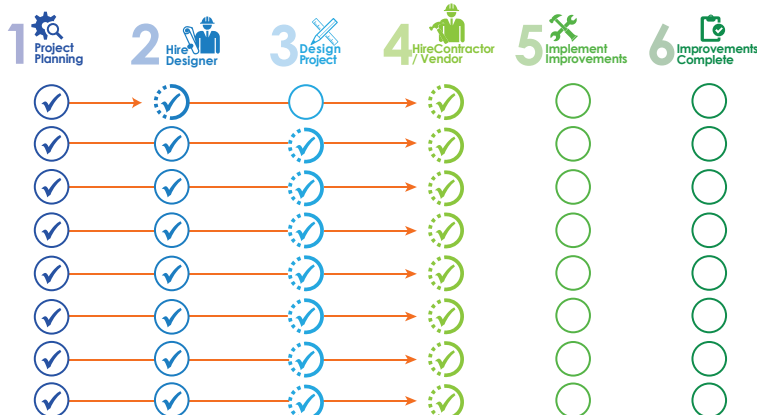 1 Project
Planning
2 Hire
Designer
3 Design
Project
4 HireContractor
/ Vendor
5 Implement
Improvements
6 Improvements
Complete